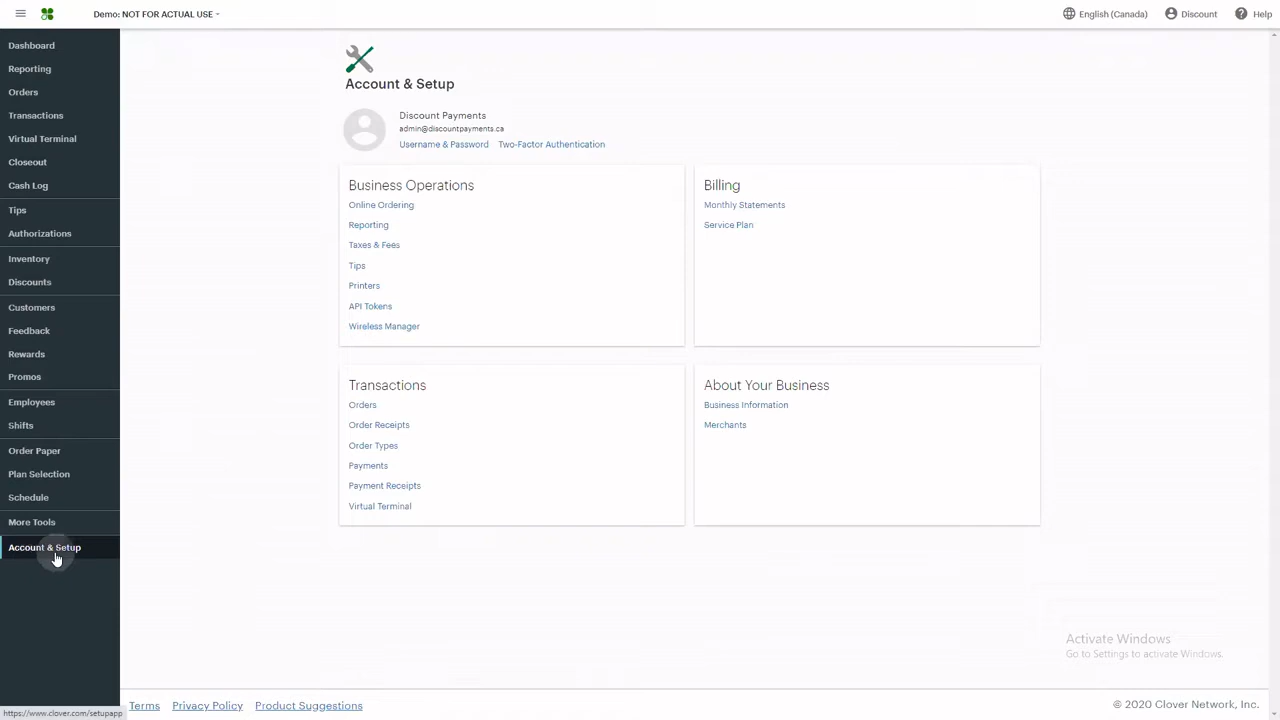 Demo: NOT FOR ACTUAL USE
English (Canada)
Discount
Help
Dashboard
Reporting
Orders
Transactions
Virtual Terminal
Closeout
Cash Log
Tips
Authorizations
Inventory
Discounts
Customers
Feedback
Rewards
Promos
Employees
Shifts
Order Paper
Plan Selection
Schedule
More Tools
Account & Setup
https://www.clover.com/setupapp
Account & Setup
Discount Payments
admin@discountpayments.ca
Username & Password Two-Factor Authentication
Business Operations
Online Ordering
Reporting
Taxes & Fees
Tips
Printers
API Tokens
Wireless Manager
Billing
Monthly Statements
Service Plan
Transactions
Orders
Order Receipts
Order Types
Payments
Payment Receipts
Virtual Terminal
About Your Business
Business Information
Merchants
Activate Windows
Go to Settings to activate Windows.
Terms Privacy Policy Product Suggestions
© 2020 Clover Network, Inc.